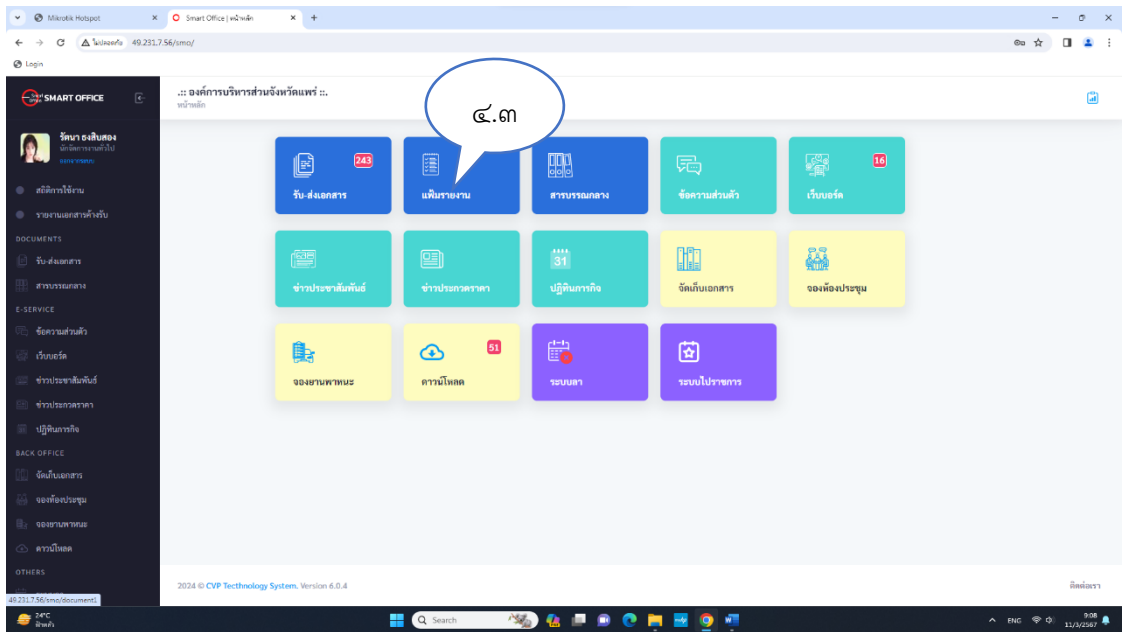 Mikrotik Hotspot
Smart Office | หน้าหลัก
ไม่ปลอดภัย 49.231.7.56/smo/
Login
SMART OFFICE
.:: องค์การบริหารส่วนจังหวัดแพร่ ::.
หน้าหลัก
๔.๓
รัตนา ธงสิบสอง
นักจัดการงานทั่วไป
ออกจากระบบ
สถิติการใช้งาน
รายงานเอกสารค้างรับ
DOCUMENTS
รับ-ส่งเอกสาร
สารบรรณกลาง
E-SERVICE
ข้อความส่วนตัว
เว็บบอร์ด
ข่าวประชาสัมพันธ์
ข่าวประกวดราคา
ปฏิทินภารกิจ
BACK OFFICE
จัดเก็บเอกสาร
จองห้องประชุม
จองยานพาหนะ
ดาวน์โหลด
OTHERS
243
รับ-ส่งเอกสาร
แฟ้มรายงาน
สารบรรณกลาง
ข้อความส่วนตัว
16
เว็บบอร์ด
ข่าวประชาสัมพันธ์
ข่าวประกวดราคา
31
ปฏิทินภารกิจ
จัดเก็บเอกสาร
จองห้องประชุม
จองยานพาหนะ
51
ดาวน์โหลด
ระบบลา
ระบบไปราชการ
2024 © CVP Tecthnology System. Version 6.0.4
ติดต่อเรา
49.231.7.56/smo/document1
24°C
ฟ้าหลัว
Search
ENG
9:08
11/3/2567